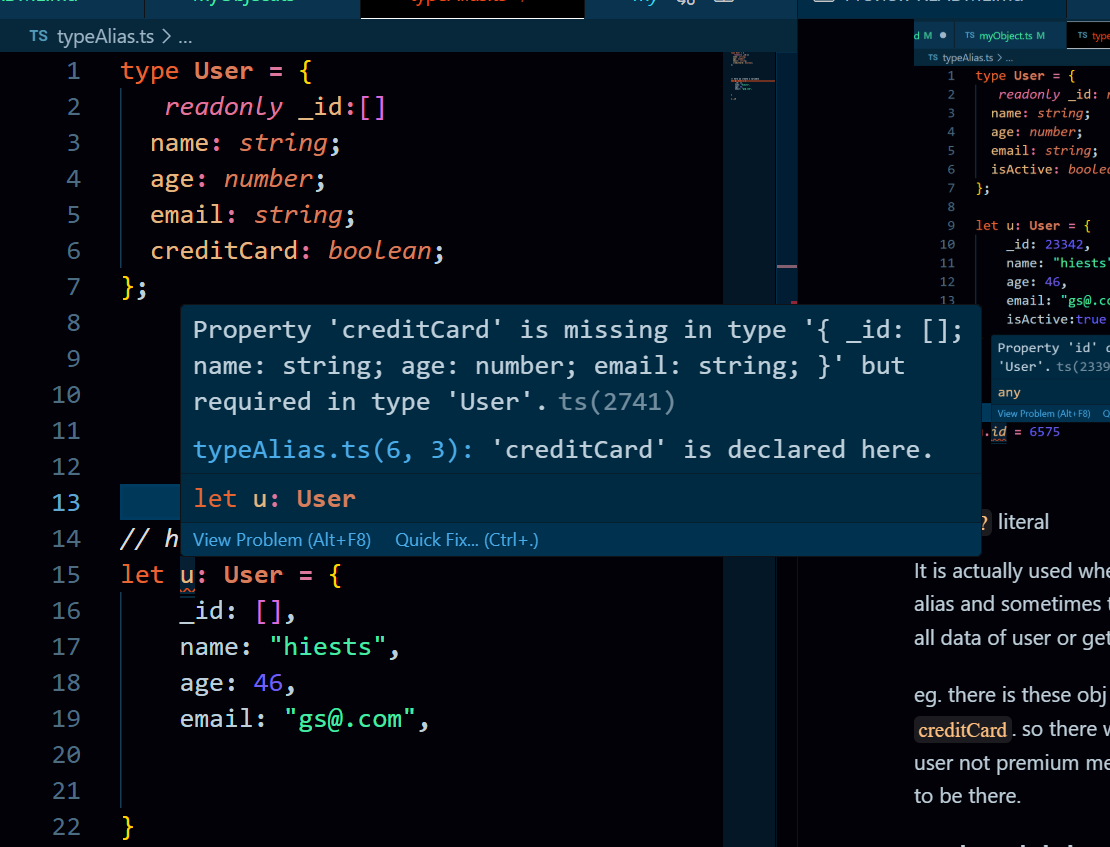 myObject.ts
TS typeAlias.ts > ...
1 type User = {
2 readonly _id:[]
3 name: string;
4 age: number;
5 email: string;
6 creditCard: boolean;
7 };
8
9
10
11
12
13
14 // h
15 let u: User = {
16 _id: [],
17 name: "hiests",
18 age: 46,
19 email: "gs@.com",
20
21
22 }
Property 'creditCard' is missing in type '{ _id: [];
name: string; age: number; email: string; }' but
required in type 'User'. ts(2741)
typeAlias.ts(6, 3): 'creditCard' is declared here.
let u: User
View Problem (Alt+F8) Quick Fix... (Ctrl+.)
d M ● TS myObject.ts M TS type
TS typeAlias.ts > ...
1 type User = {
2 readonly _id:
3 name: string;
4 age: number;
5 email: string;
6 isActive: boolea
7 };
8
9 let u: User = {
10 _id: 23342,
11 name: "hiests"
12 age: 46,
13 email: "gs@.co
isActive:true
Property 'id' d
'User'. ts(2339
any
View Problem (Alt+F8) Q
.id = 6575
? literal
It is actually used whe
alias and sometimes t
all data of user or get
eg. there is these obj
creditCard. so there w
user not premium me
to be there.